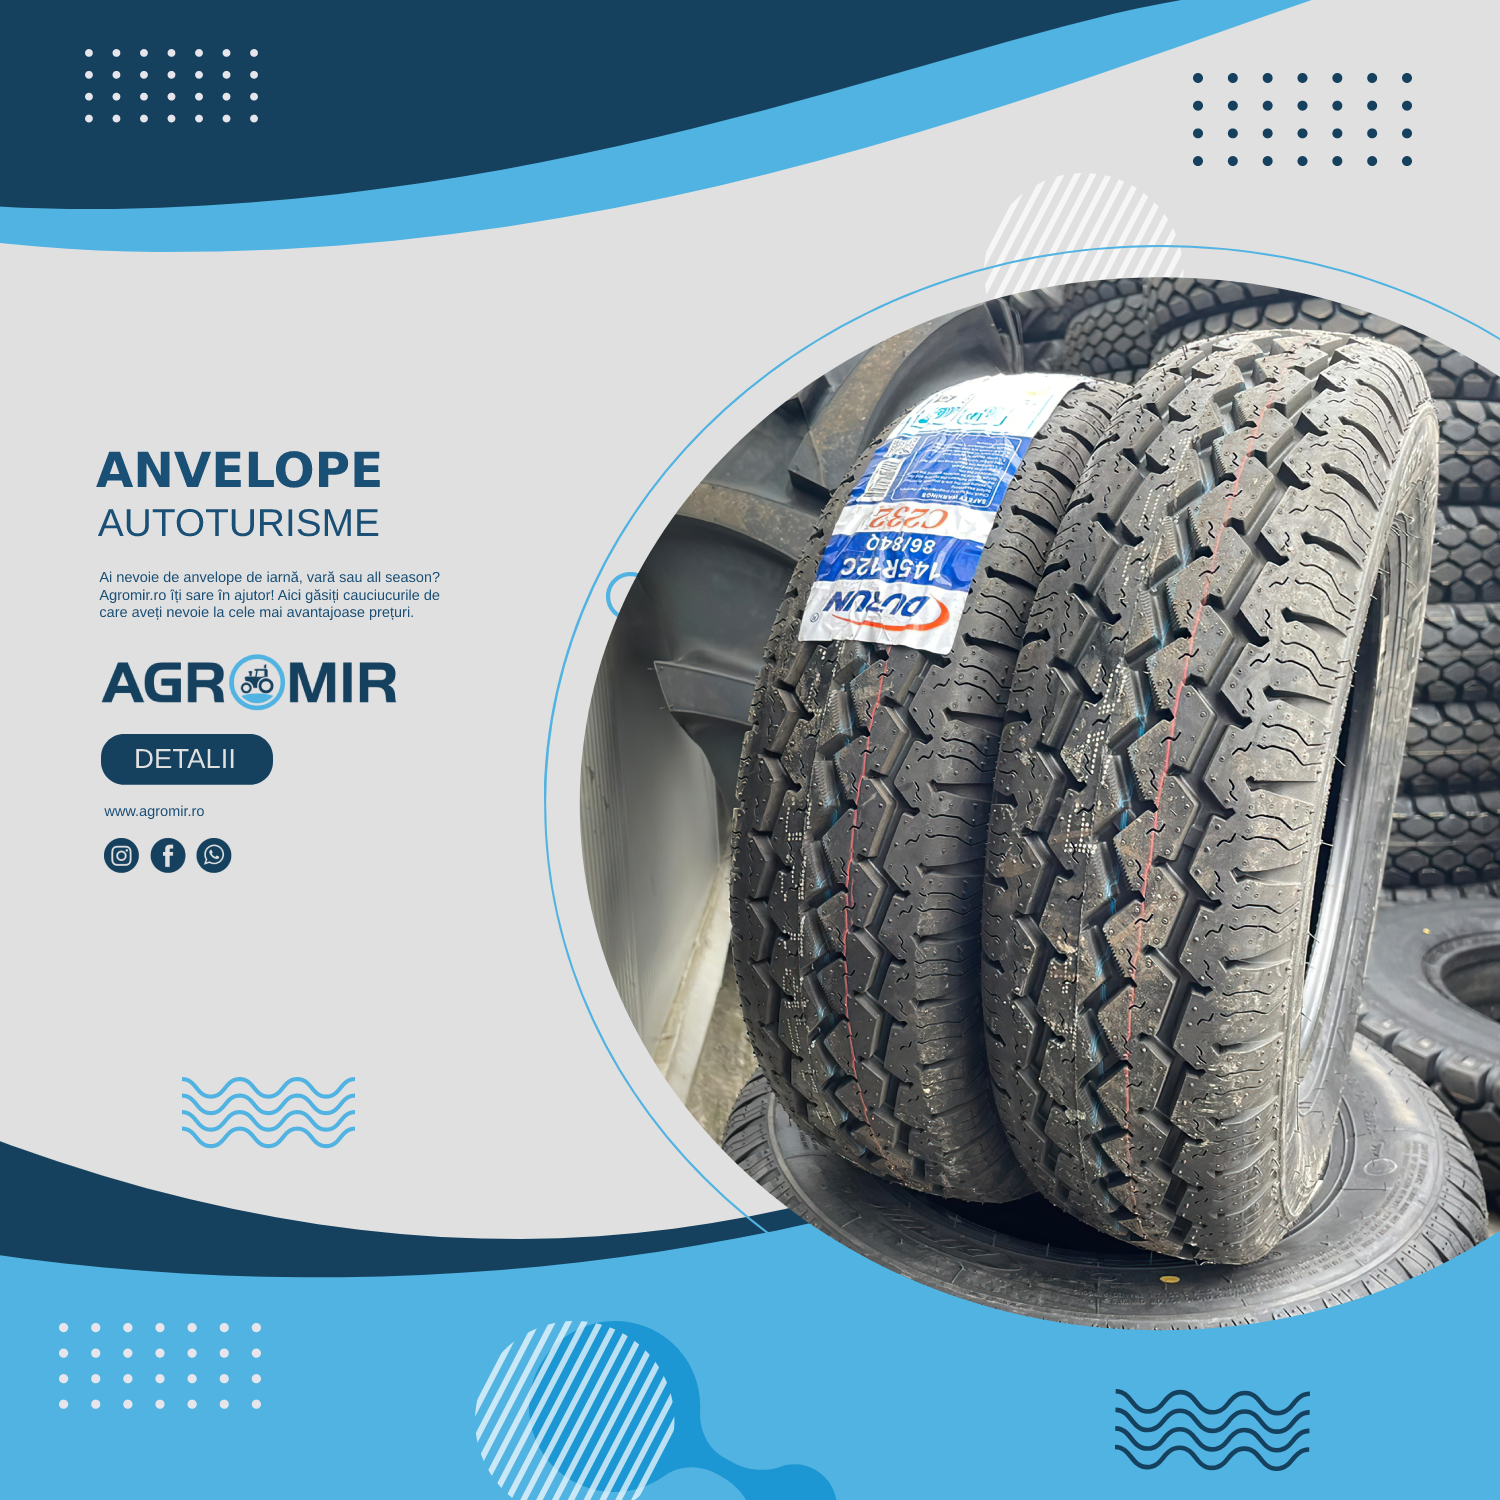 ANVELOPE
AUTOTURISME
Ai nevoie de anvelope de iarnă, vară sau all season?
Agromir.ro îți sare în ajutor! Aici găsiți cauciucurile de
care aveți nevoie la cele mai avantajoase prețuri.
AGROMIR
DETALII
www.agromir.ro
DURUN
145R12C
86/84Q
C232
SAFETY WARNINGS